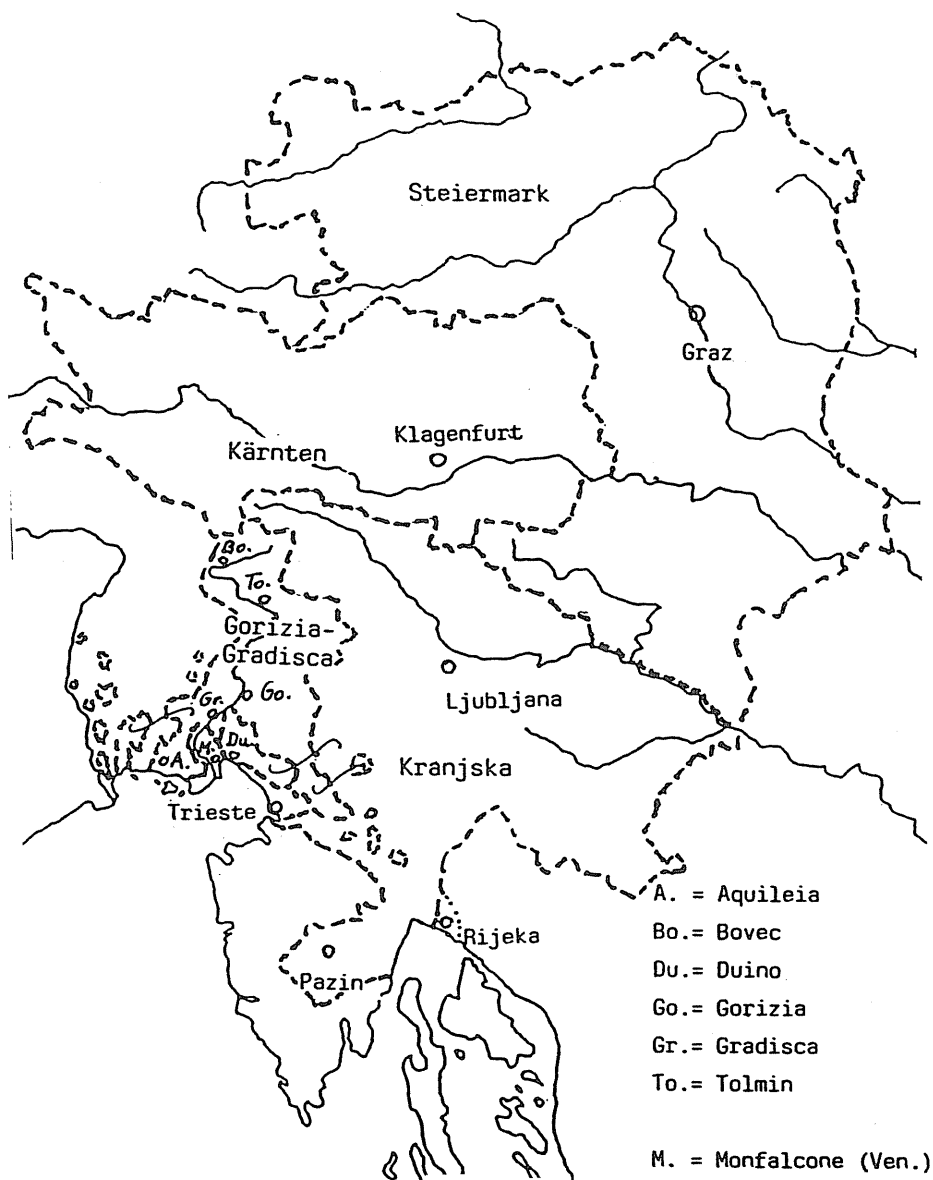 Steiermark
Graz
Klagenfurt
Kärnten
Bo.
To.
Gorizia-
Gradisca
Go.
Gr.
Ljubljana
Du.
M.
A.
Kranjska
Trieste
Rijeka
Pazin
A. = Aquileia
Bo.= Bovec
Du.= Duino
Go.= Gorizia
Gr.= Gradisca
To.= Tolmin
M. = Monfalcone (Ven.)